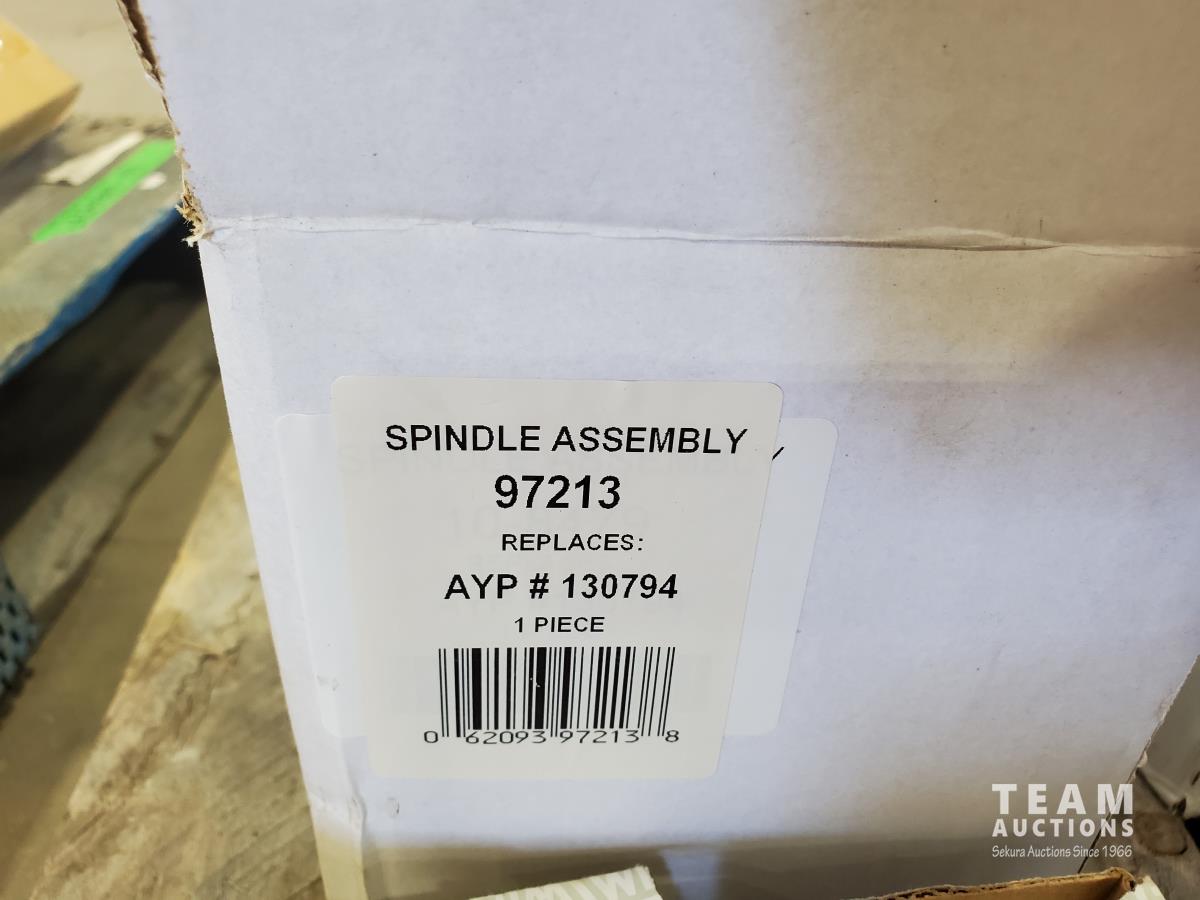 SPINDLE ASSEMBLY
97213
REPLACES:
AYP # 130794
1 PIECE
0 62093 97213 8
TEAM
AUCTIONS
Sekura Auctions Since 1966